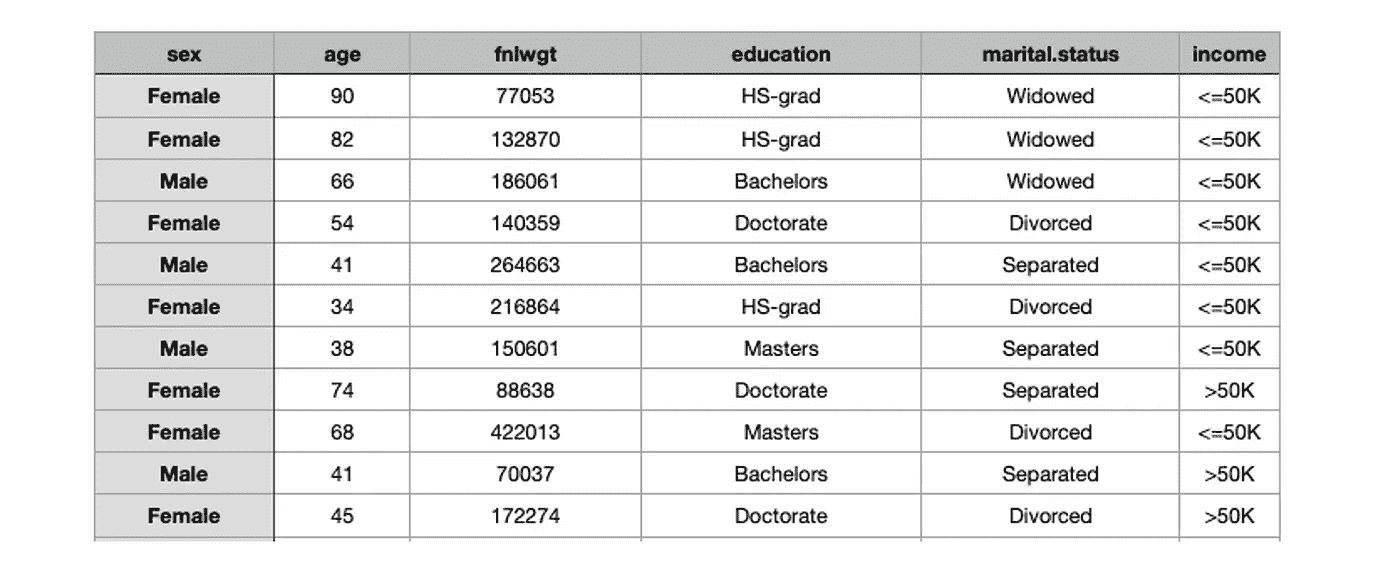 sex age fnlwgt education marital.status income
Female 90 77053 HS-grad Widowed <=50K
Female 82 132870 HS-grad Widowed <=50K
Male 66 186061 Bachelors Widowed <=50K
Female 54 140359 Doctorate Divorced <=50K
Male 41 264663 Bachelors Separated <=50K
Female 34 216864 HS-grad Divorced <=50K
Male 38 150601 Masters Separated <=50K
Female 74 88638 Doctorate Separated >50K
Female 68 422013 Masters Divorced <=50K
Male 41 70037 Bachelors Separated >50K
Female 45 172274 Doctorate Divorced >50K